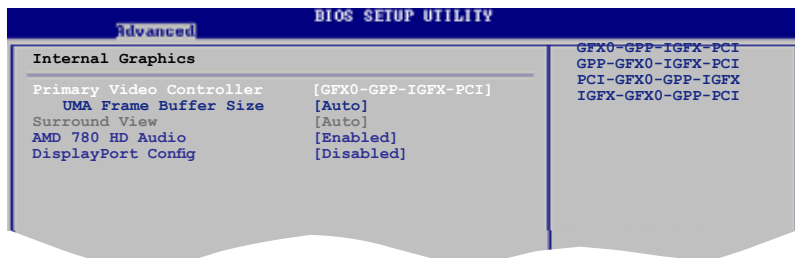 BIOS SETUP UTILITY
Advanced
Internal Graphics
Primary Video Controller [GFX0-GPP-IGFX-PCI]
UMA Frame Buffer Size [Auto]
Surround View [Auto]
AMD 780 HD Audio [Enabled]
DisplayPort Config [Disabled]
GFX0-GPP-IGFX-PCI
GPP-GFX0-IGFX-PCI
PCI-GFX0-GPP-IGFX
IGFX-GFX0-GPP-PCI